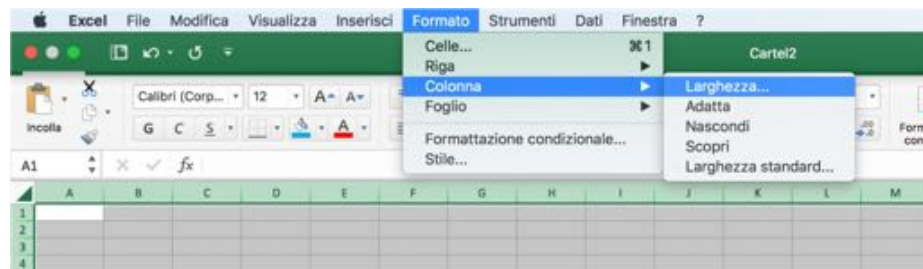 Excel File Modifica Visualizza Inserisci Formato Strumenti Dati Finestra ?
Cartel2
Celle... ⌘1
Riga
Colonna
Foglio
Formattazione condizionale...
Stile...
Larghezza...
Adatta
Nascondi
Scopri
Larghezza standard...
Incolla
Calibri (Corp... 12 A A
G C S A
A1 fx
A B C D E F G H I J K L M
1
2
3
4